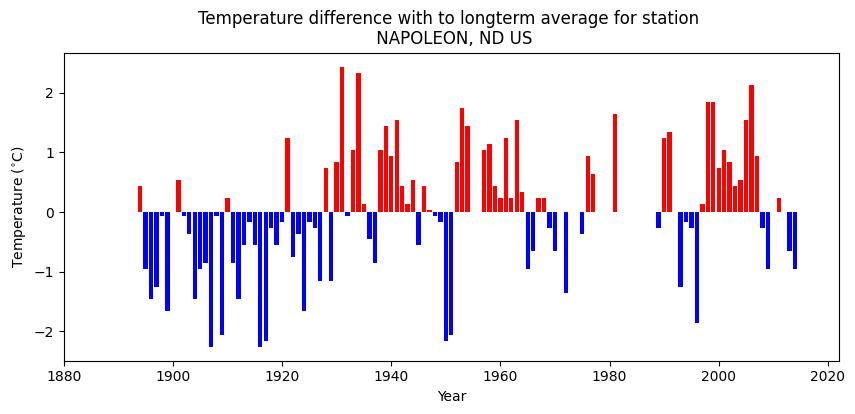 Temperature difference with to longterm average for station
NAPOLEON, ND US
Temperature (°C)
2
1
0
−1
−2
1880 1900 1920 1940 1960 1980 2000 2020
Year